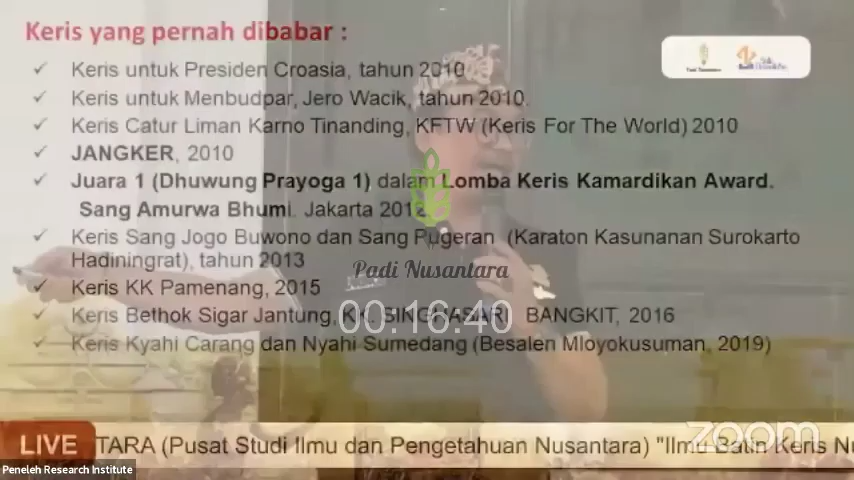 Keris yang pernah dibabar :
✓ Keris untuk Presiden Croasia, tahun 2010
✓ Keris untuk Menbudpar, Jero Wacik, tahun 2010.
✓ Keris Catur Liman Karno Tinanding, KFTW (Keris For The World) 2010
✓ JANGKER, 2010
✓ Juara 1 (Dhuwung Prayoga 1) dalam Lomba Keris Kamardikan Award.
Sang Amurwa Bhumi. Jakarta 2012
✓ Keris Sang Jogo Buwono dan Sang Pugeran (Karaton Kasunanan Surokarto
Hadiningrat), tahun 2013
Padi Nusantara
✓ Keris KK Pamenang, 2015
00:16:40
✓ Keris Bethok Sigar Jantung, KK. SINGHASARI BANGKIT, 2016
✓ Keris Kyahi Carang dan Nyahi Sumedang (Besalen Mloyokusuman, 2019)
zoom
LIVE TARA (Pusat Studi Ilmu dan Pengetahuan Nusantara) "Ilmu Batin Keris Nu
Peneleh Research Institute